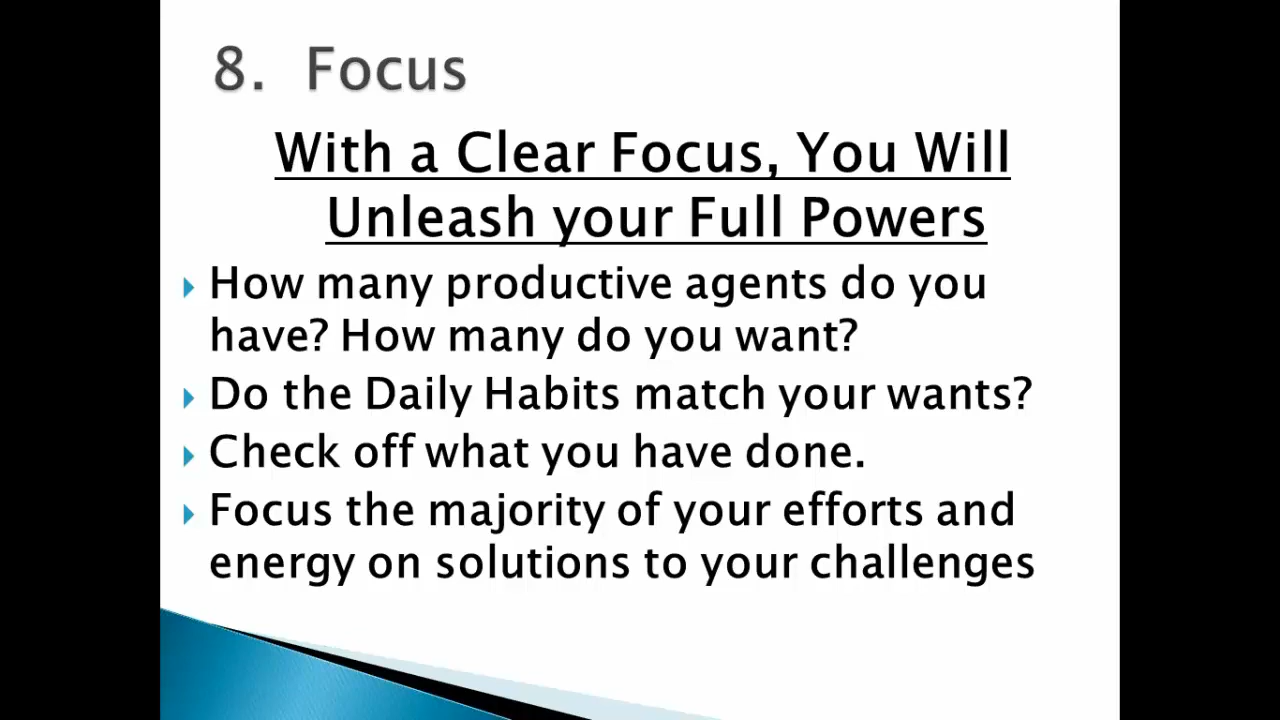 8. Focus
With a Clear Focus, You Will
Unleash your Full Powers
How many productive agents do you
have? How many do you want?
Do the Daily Habits match your wants?
Check off what you have done.
Focus the majority of your efforts and
energy on solutions to your challenges